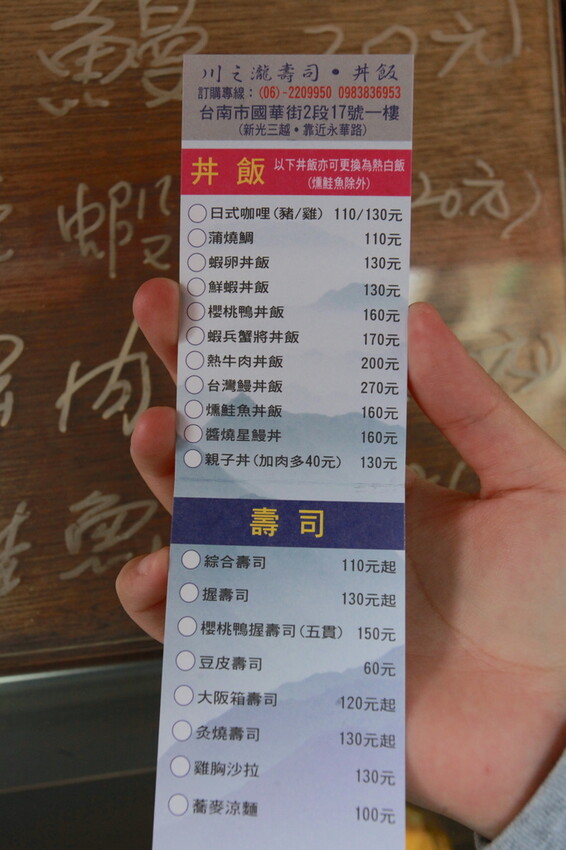 川之瀧壽司・丼飯
訂購專線：(06)-2209950 0983836953
台南市國華街2段17號一樓
(新光三越・靠近永華路)
丼飯 以下丼飯亦可更換為熱白飯
(燻鮭魚除外)
日式咖哩(豬/雞) 110/130元
蒲燒鯛 110元
蝦卵丼飯 130元
鮮蝦丼飯 130元
櫻桃鴨丼飯 160元
蝦兵蟹將丼飯 170元
熱牛肉丼飯 200元
台灣鰻丼飯 270元
燻鮭魚丼飯 160元
醬燒星鰻丼 160元
親子丼(加肉多40元) 130元
壽司
綜合壽司 110元起
握壽司 130元起
櫻桃鴨握壽司(五貫) 150元
豆皮壽司 60元
大阪箱壽司 120元起
炙燒壽司 130元起
雞胸沙拉 130元
蕎麥涼麵 100元
鰻 20元
蝦 20元)
肉
鮭魚